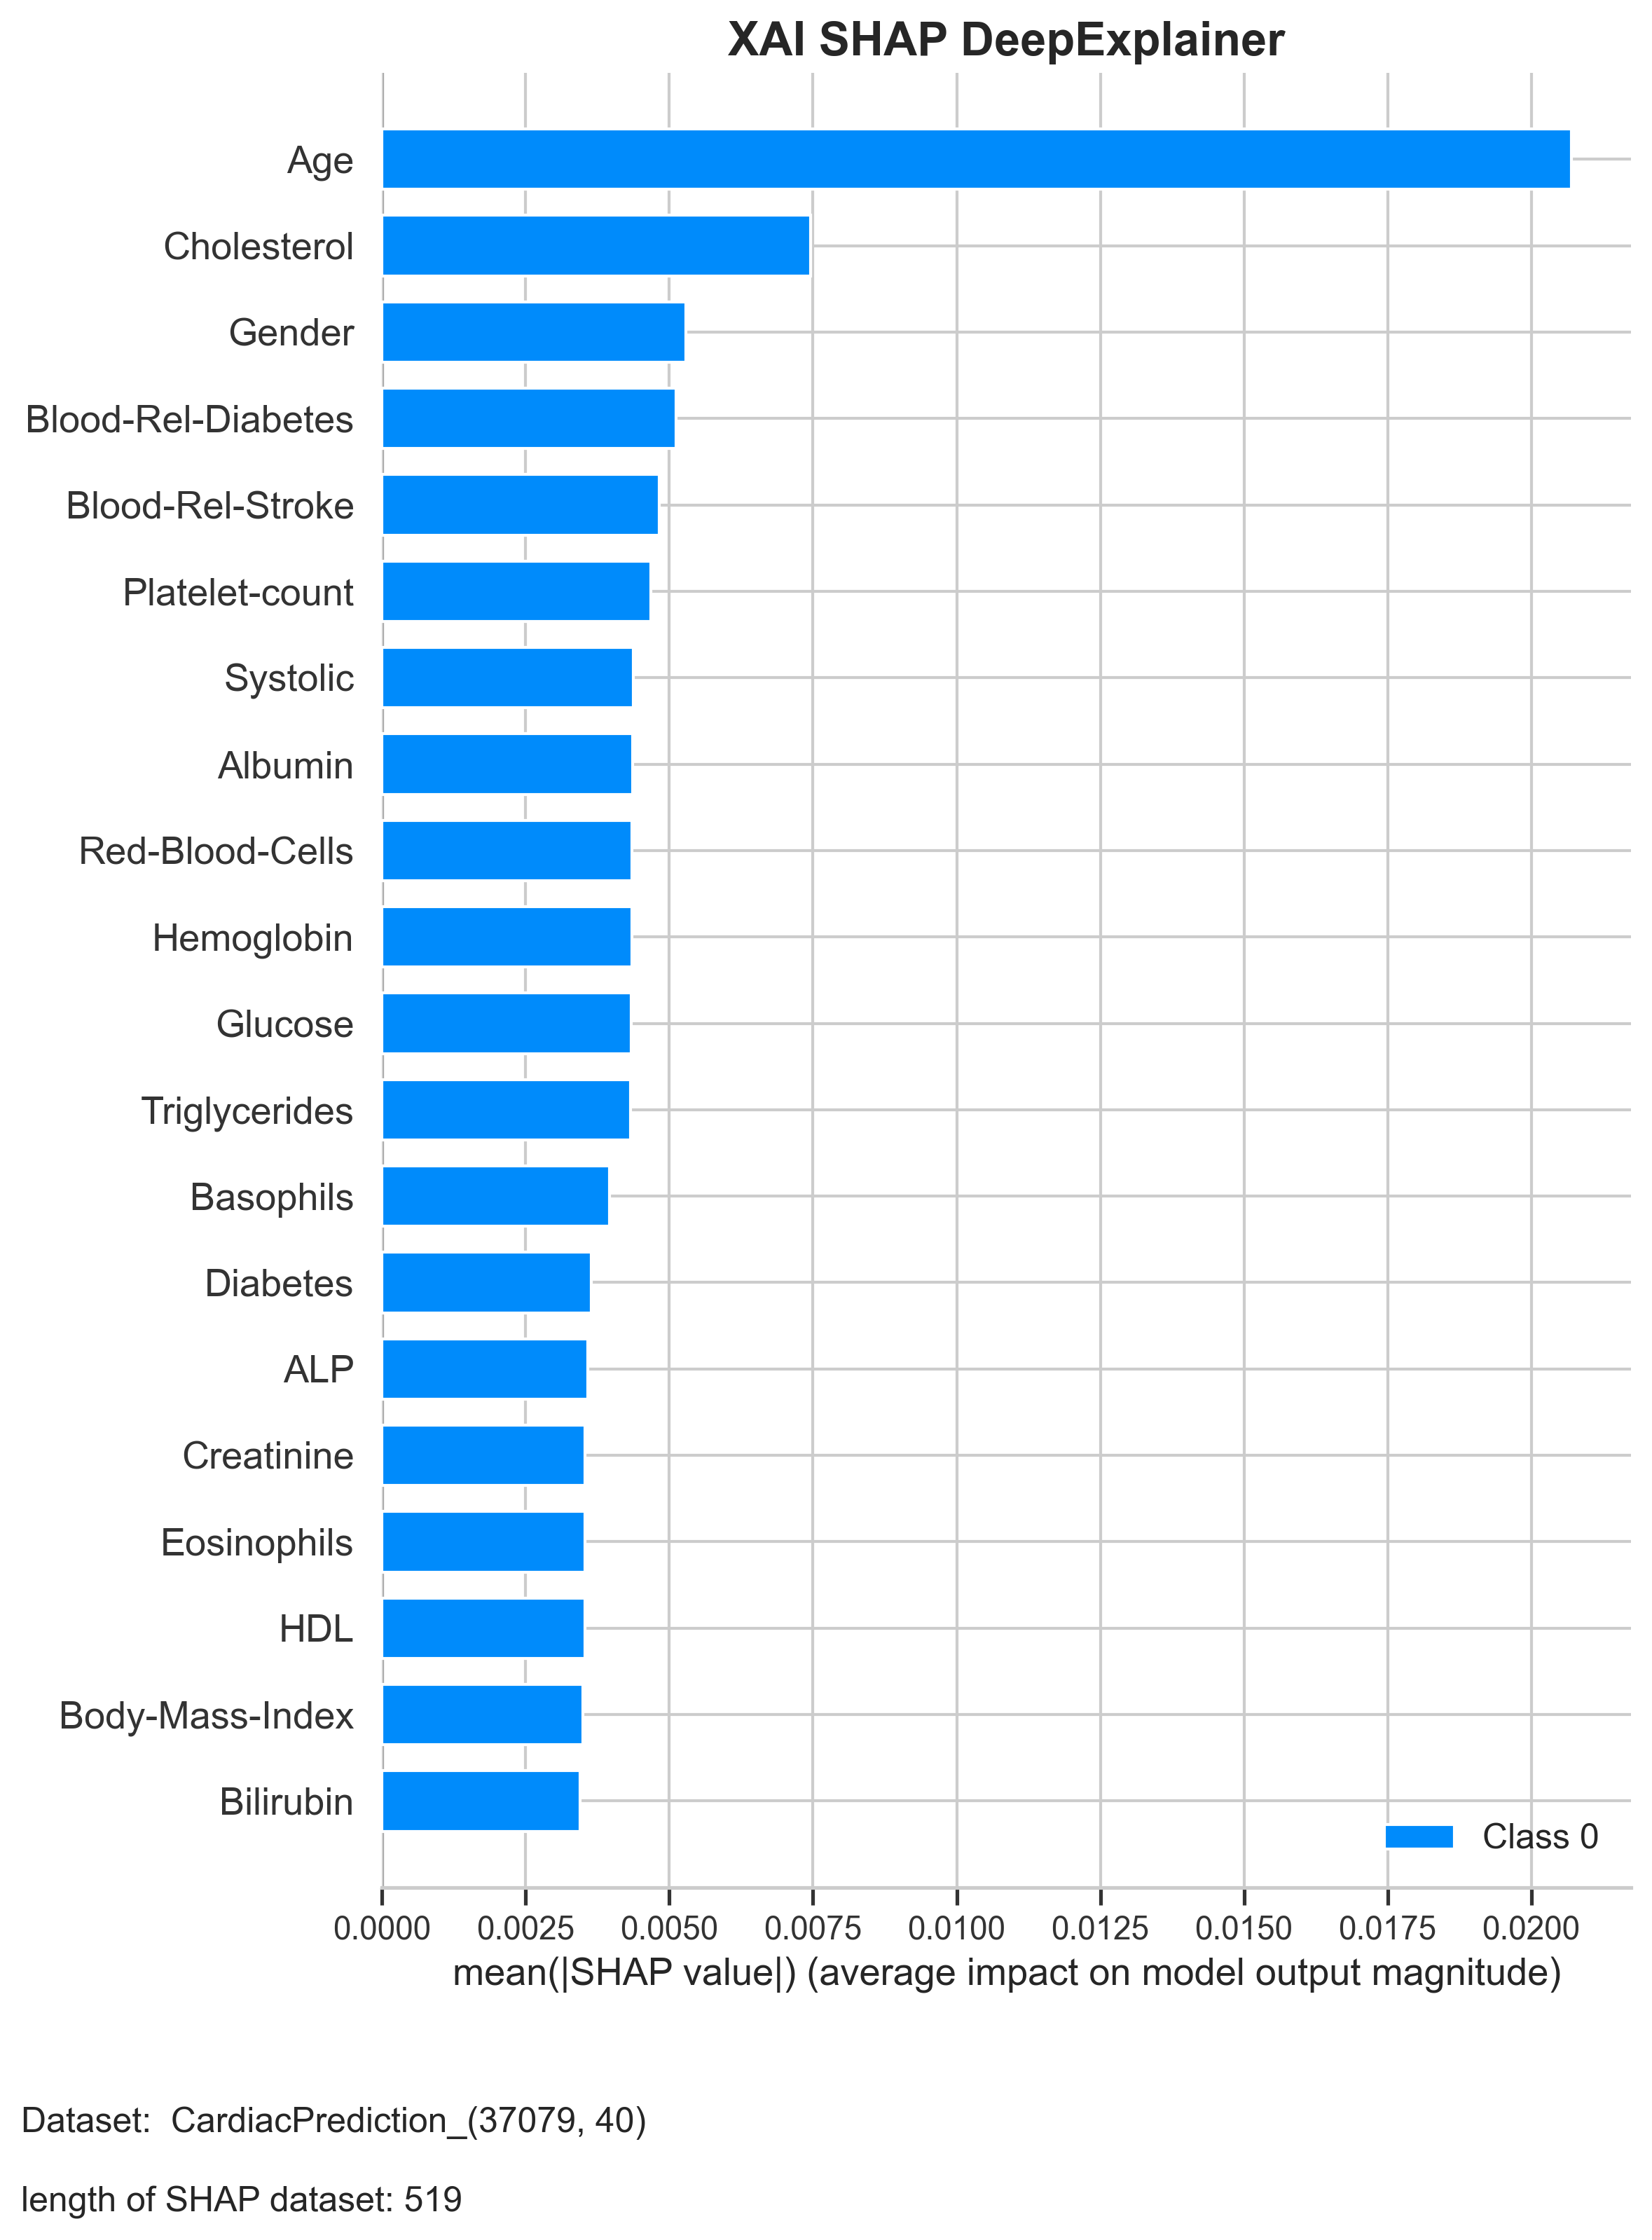 XAI SHAP DeepExplainer
Age
Cholesterol
Gender
Blood-Rel-Diabetes
Blood-Rel-Stroke
Platelet-count
Systolic
Albumin
Red-Blood-Cells
Hemoglobin
Glucose
Triglycerides
Basophils
Diabetes
ALP
Creatinine
Eosinophils
HDL
Body-Mass-Index
Bilirubin
Class 0
0.0000 0.0025 0.0050 0.0075 0.0100 0.0125 0.0150 0.0175 0.0200
mean(|SHAP value|) (average impact on model output magnitude)
Dataset:  CardiacPrediction_(37079, 40)
length of SHAP dataset: 519